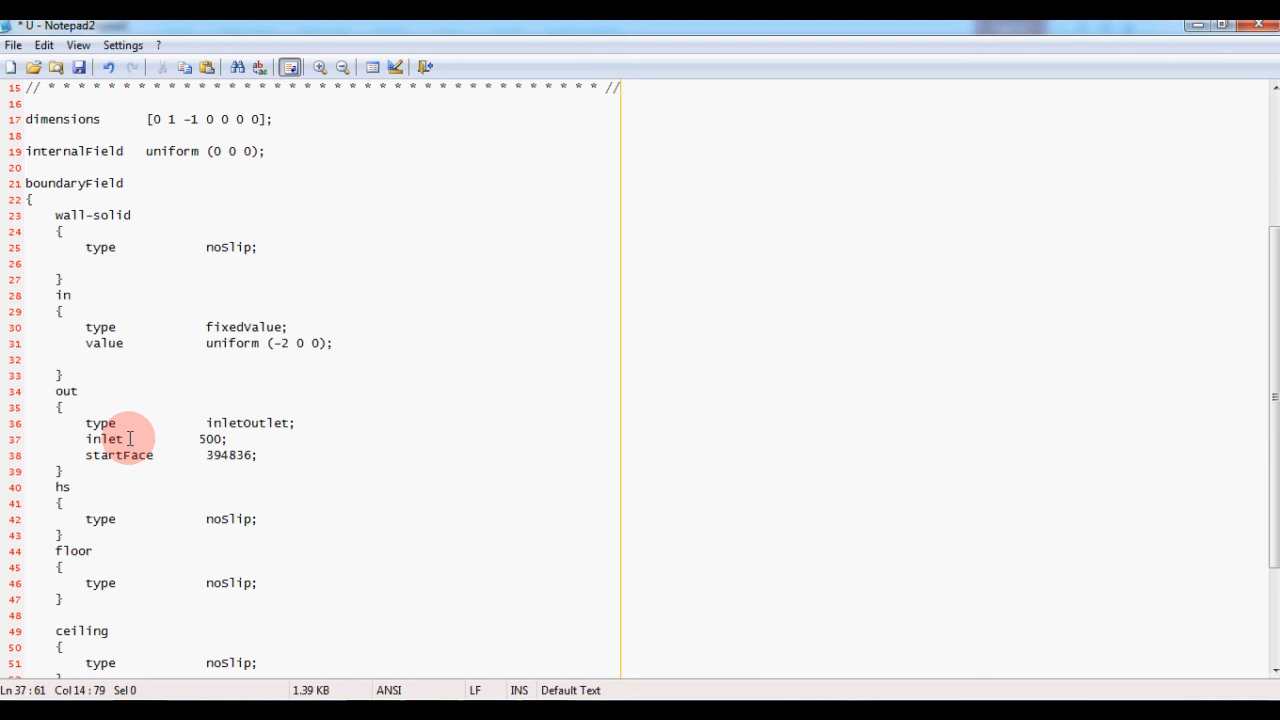 * U - Notepad2
File Edit View Settings ?
15 // * * * * * * * * * * * * * * * * * * * * * * * * * * * * * * * * * * * * * //
16
17 dimensions [0 1 -1 0 0 0 0];
18
19 internalField uniform (0 0 0);
20
21 boundaryField
22 {
23 wall-solid
24 {
25 type noSlip;
26
27 }
28 in
29 {
30 type fixedValue;
31 value uniform (-2 0 0);
32
33 }
34 out
35 {
36 type inletOutlet;
37 inlet 500;
38 startFace 394836;
39 }
40 hs
41 {
42 type noSlip;
43 }
44 floor
45 {
46 type noSlip;
47 }
48
49 ceiling
50 {
51 type noSlip;
Ln 37 : 61 Col 14 : 79 Sel 0 1.39 KB ANSI LF INS Default Text